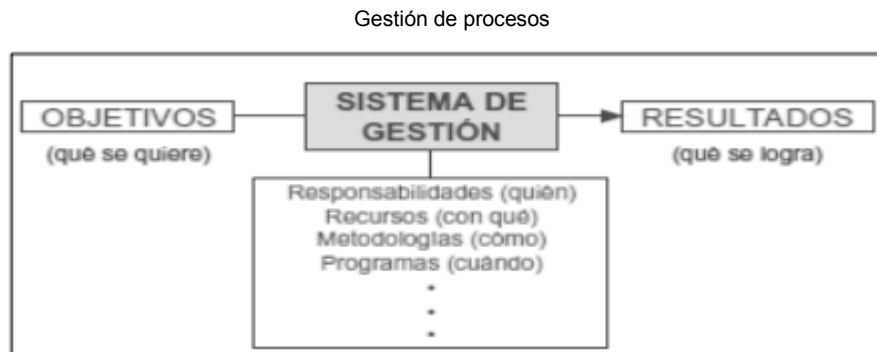 Gestión de procesos
OBJETIVOS
(qué se quiere)
SISTEMA DE
GESTIÓN
RESULTADOS
(qué se logra)
Responsabilidades (quién)
Recursos (con qué)
Metodologías (cómo)
Programas (cuándo)